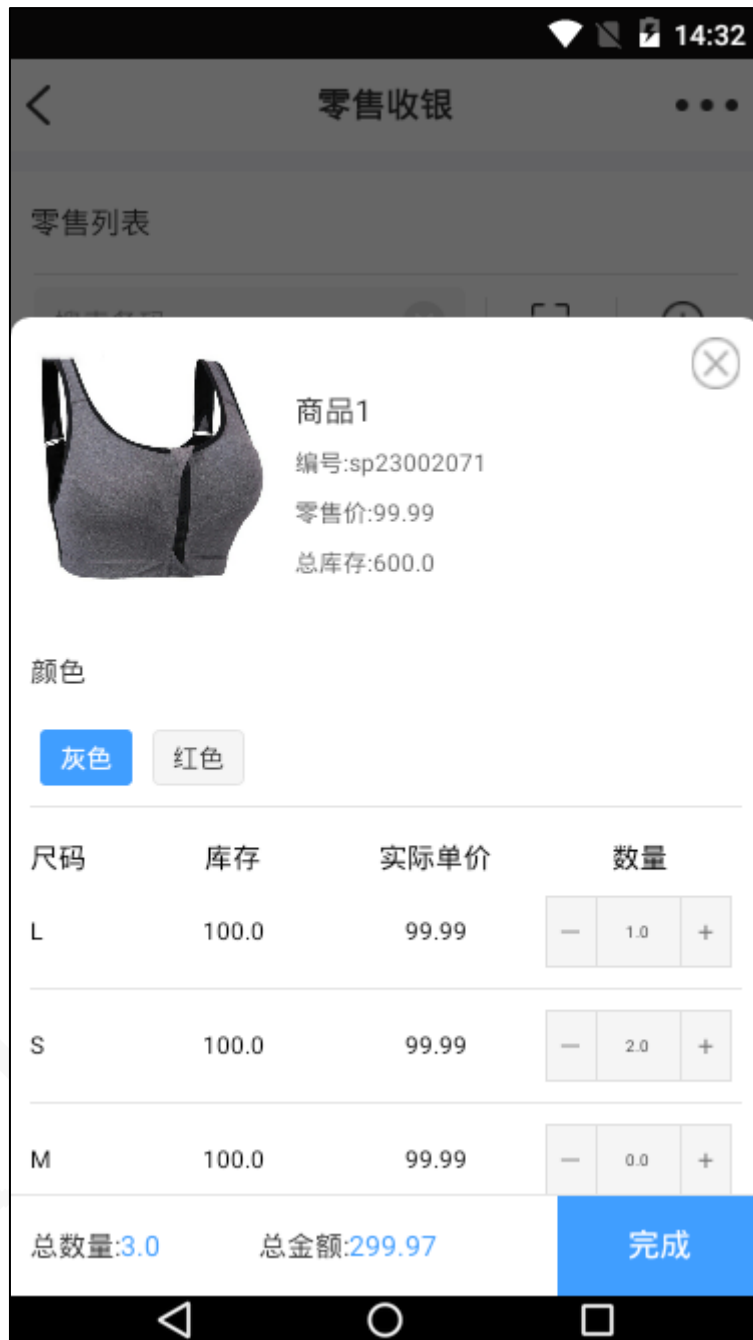 14:32
零售收银
零售列表
商品1
编号:sp23002071
零售价:99.99
总库存:600.0
颜色
灰色 红色
尺码 库存 实际单价 数量
L 100.0 99.99 — 1.0 +
S 100.0 99.99 — 2.0 +
M 100.0 99.99 — 0.0 +
总数量:3.0 总金额:299.97 完成